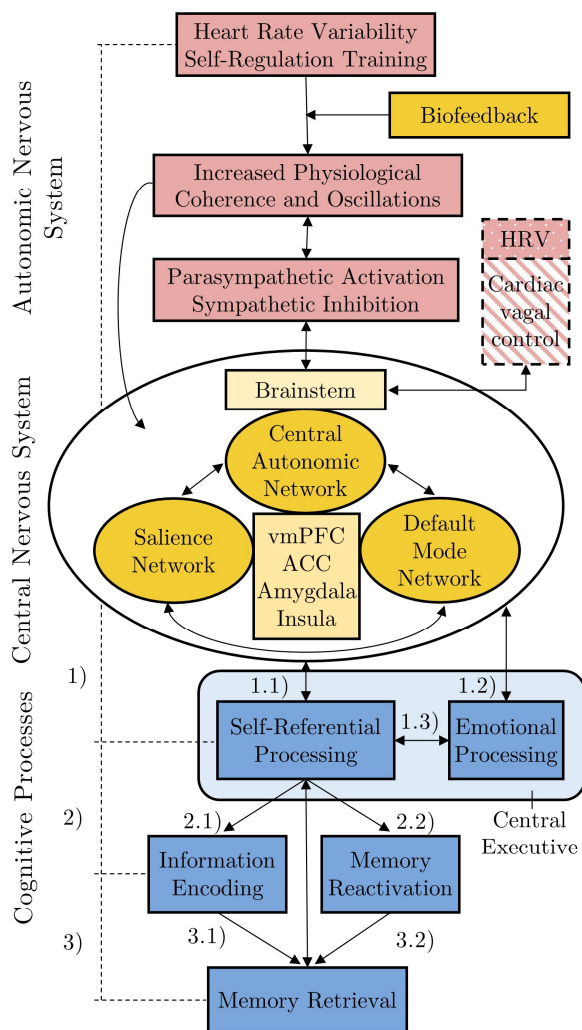 Heart Rate Variability
Self-Regulation Training
Biofeedback
Autonomic Nervous
System
Increased Physiological
Coherence and Oscillations
HRV
Cardiac
vagal
control
Parasympathetic Activation
Sympathetic Inhibition
Central Nervous System
Brainstem
Central
Autonomic
Network
Salience
Network
vmPFC
ACC
Amygdala
Insula
Default
Mode
Network
Cognitive Processes
1)
1.1)
1.2)
Self-Referential
Processing
1.3)
Emotional
Processing
Central
Executive
2)
2.1)
2.2)
Information
Encoding
Memory
Reactivation
3)
3.1)
3.2)
Memory Retrieval